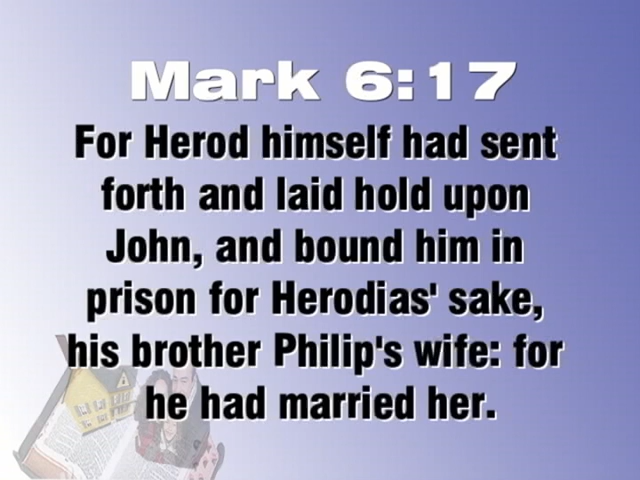 Mark 6:17
For Herod himself had sent
forth and laid hold upon
John, and bound him in
prison for Herodias' sake,
his brother Philip's wife: for
he had married her.